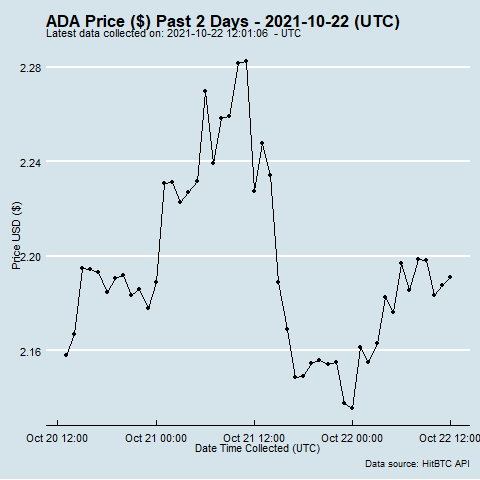 ADA Price ($) Past 2 Days - 2021-10-22 (UTC)
Latest data collected on: 2021-10-22 12:01:06 - UTC
2.28
2.24
2.20
2.16
Price USD ($)
Oct 20 12:00 Oct 21 00:00 Oct 21 12:00 Oct 22 00:00 Oct 22 12:00
Date Time Collected (UTC)
Data source: HitBTC API